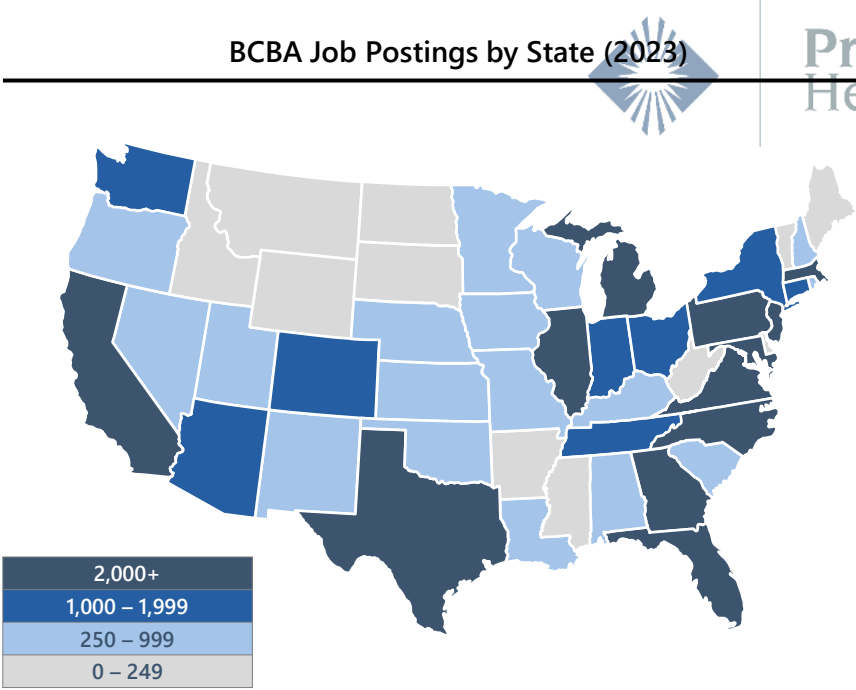 BCBA Job Postings by State (2023)
2,000+
1,000 – 1,999
250 – 999
0 – 249